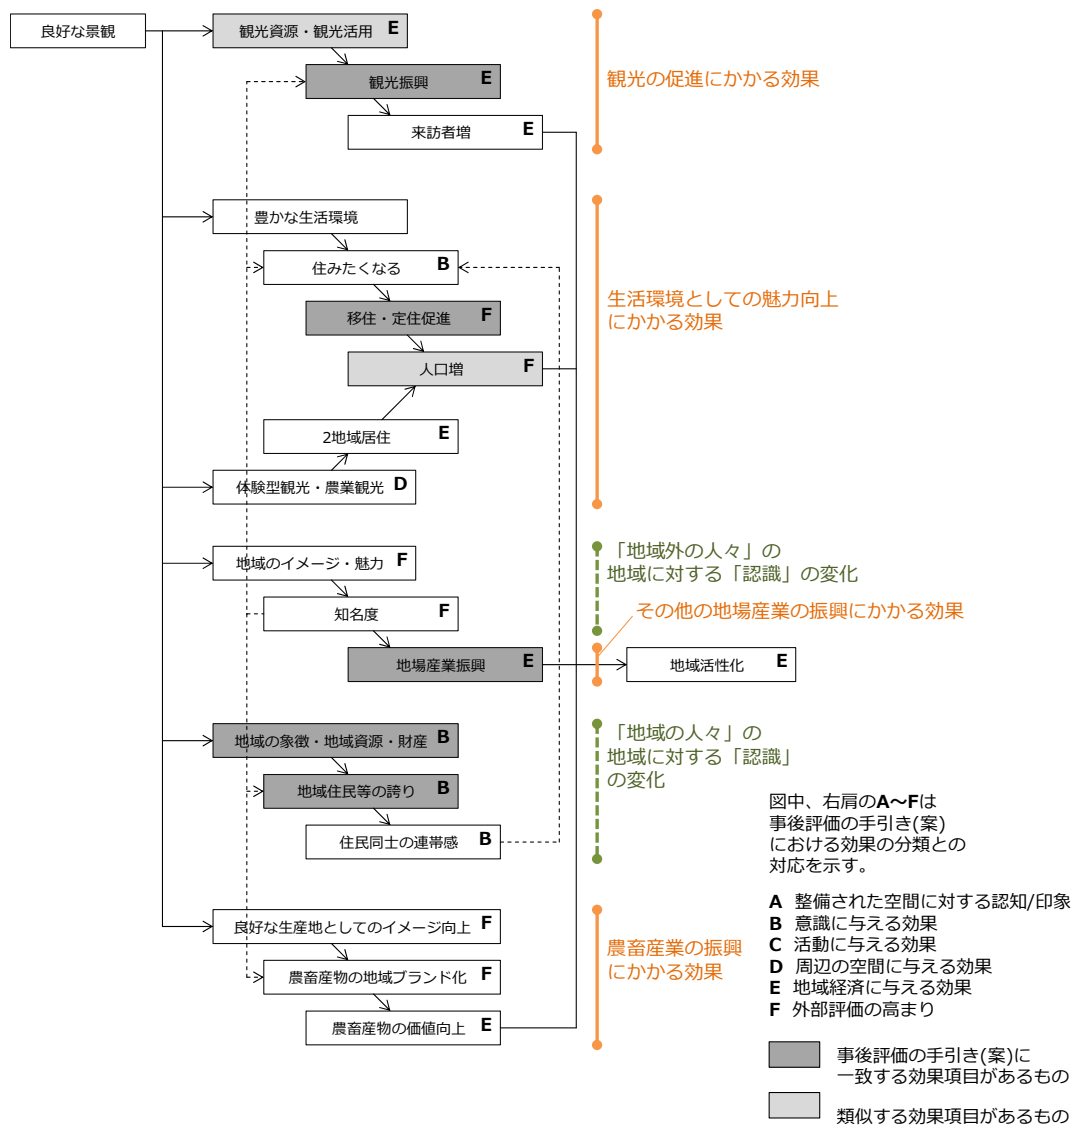 良好な景観
観光資源・観光活用 E
観光振興 E
来訪者増 E
観光の促進にかかる効果
豊かな生活環境
住みたくなる B
移住・定住促進 F
人口増 F
2地域居住 E
体験型観光・農業観光 D
生活環境としての魅力向上
にかかる効果
地域のイメージ・魅力 F
知名度 F
地場産業振興 E
「地域外の人々」の
地域に対する「認識」の変化
その他の地場産業の振興にかかる効果
地域活性化 E
地域の象徴・地域資源・財産 B
地域住民等の誇り B
住民同士の連帯感 B
「地域の人々」の
地域に対する「認識」
の変化
良好な生産地としてのイメージ向上 F
農畜産物の地域ブランド化 F
農畜産物の価値向上 E
農畜産業の振興
にかかる効果
図中、右肩のA〜Fは
事後評価の手引き(案)
における効果の分類との
対応を示す。
A 整備された空間に対する認知/印象
B 意識に与える効果
C 活動に与える効果
D 周辺の空間に与える効果
E 地域経済に与える効果
F 外部評価の高まり
事後評価の手引き(案)に
一致する効果項目があるもの
類似する効果項目があるもの